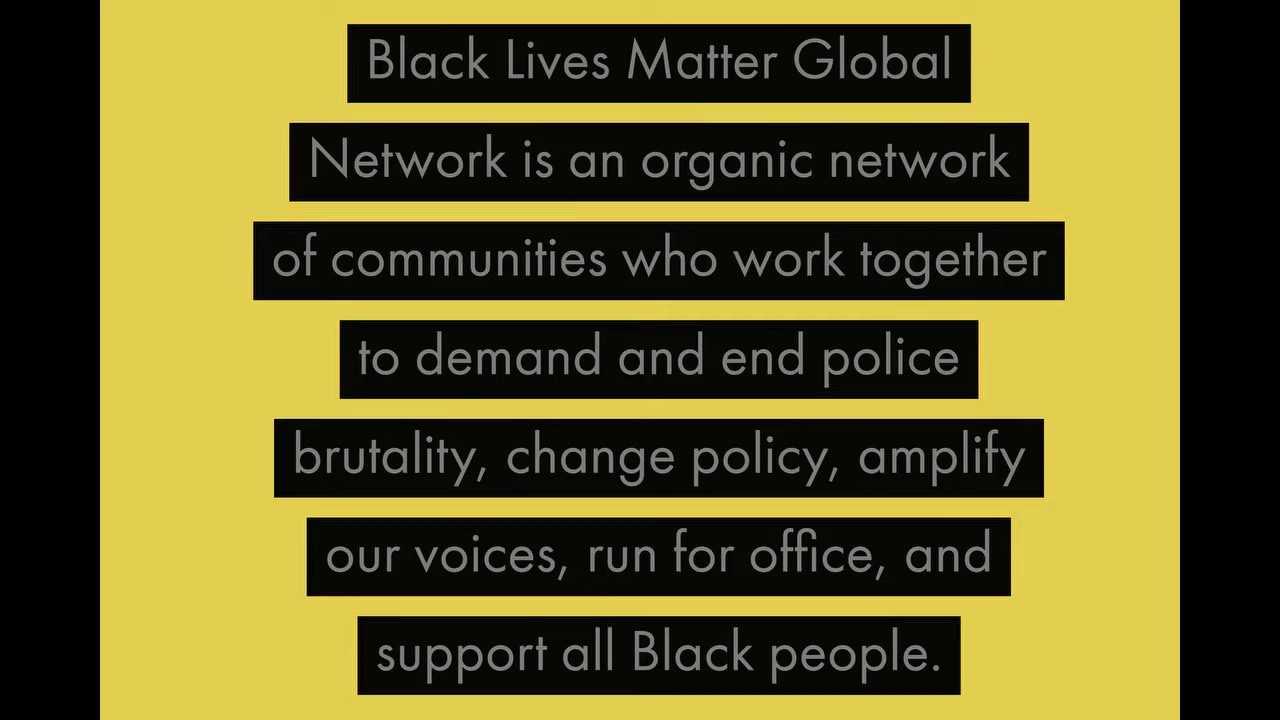 Black Lives Matter Global
Network is an organic network
of communities who work together
to demand and end police
brutality, change policy, amplify
our voices, run for office, and
support all Black people.